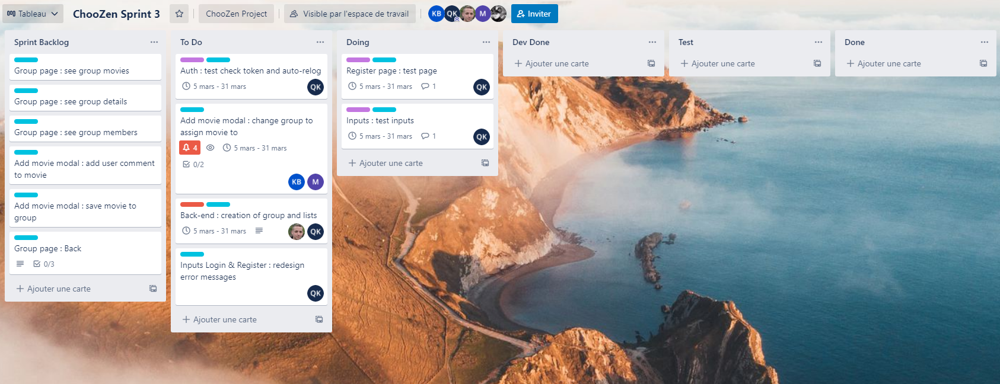 Tableau
ChooZen Sprint 3
ChooZen Project
Visible par l'espace de travail
KB QK M
Inviter
Sprint Backlog
Group page : see group movies
Group page : see group details
Group page : see group members
Add movie modal : add user comment
to movie
Add movie modal : save movie to
group
Group page : Back
0/3
Ajouter une carte
To Do
Auth : test check token and auto-relog
5 mars - 31 mars
QK
Add movie modal : change group to
assign movie to
4 5 mars - 31 mars
0/2
KB M
Back-end : creation of group and lists
5 mars - 31 mars
QK
Inputs Login & Register : redesign
error messages
QK
Ajouter une carte
Doing
Register page : test page
5 mars - 31 mars 1
QK
Inputs : test inputs
5 mars - 31 mars 1
QK
Ajouter une carte
Dev Done
Ajouter une carte
Test
Ajouter une carte
Done
Ajouter une carte